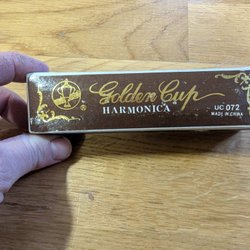 Golden Cup
HARMONICA
UC 072
MADE IN CHINA
®